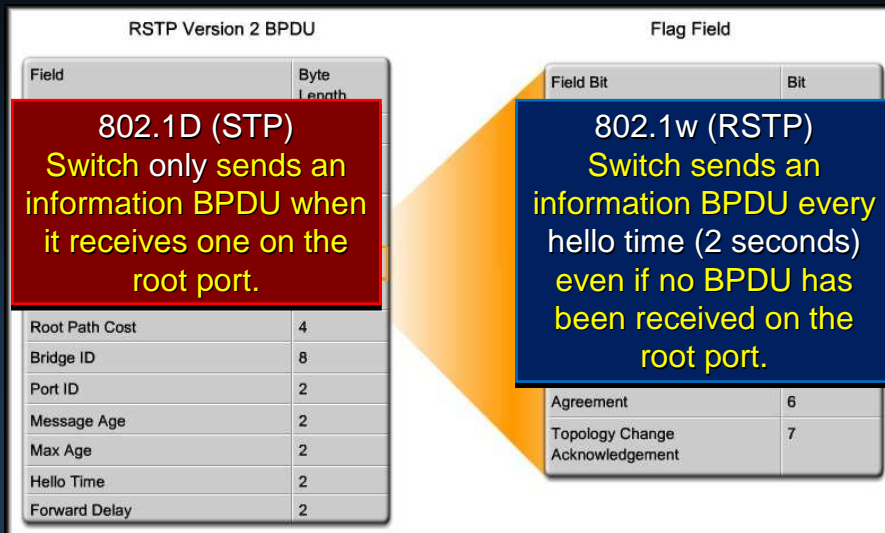 RSTP Version 2 BPDU
Flag Field
Field
Byte
Length
Field Bit
Bit
802.1D (STP)
Switch only sends an
information BPDU when
it receives one on the
root port.
802.1w (RSTP)
Switch sends an
information BPDU every
hello time (2 seconds)
even if no BPDU has
been received on the
root port.
Root Path Cost 4
Bridge ID 8
Port ID 2
Message Age 2
Max Age 2
Hello Time 2
Forward Delay 2
Agreement 6
Topology Change 7
Acknowledgement